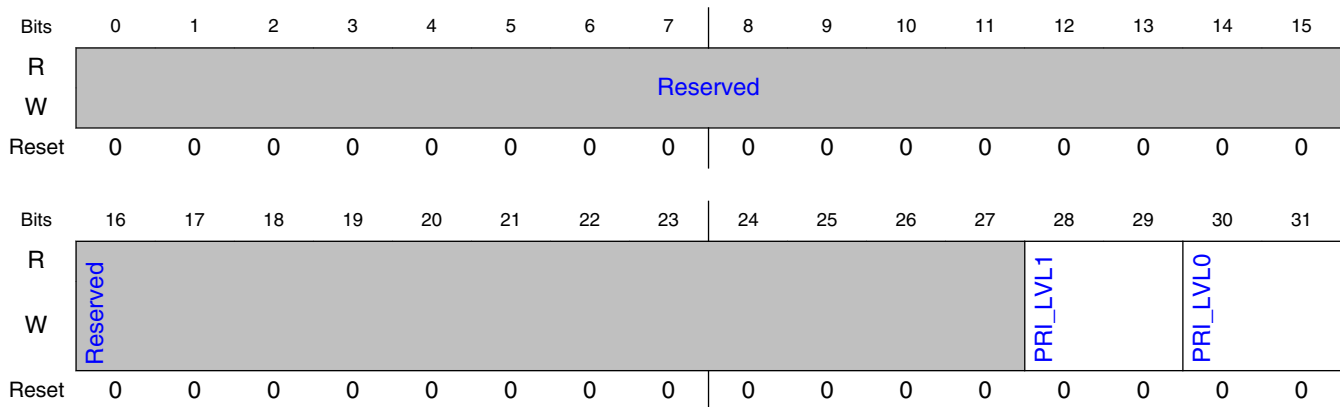 Bits 0 1 2 3 4 5 6 7 8 9 10 11 12 13 14 15
R
Reserved
W
Reset 0 0 0 0 0 0 0 0 0 0 0 0 0 0 0 0
Bits 16 17 18 19 20 21 22 23 24 25 26 27 28 29 30 31
R
Reserved PRI_LVL1 PRI_LVL0
W
Reset 0 0 0 0 0 0 0 0 0 0 0 0 0 0 0 0